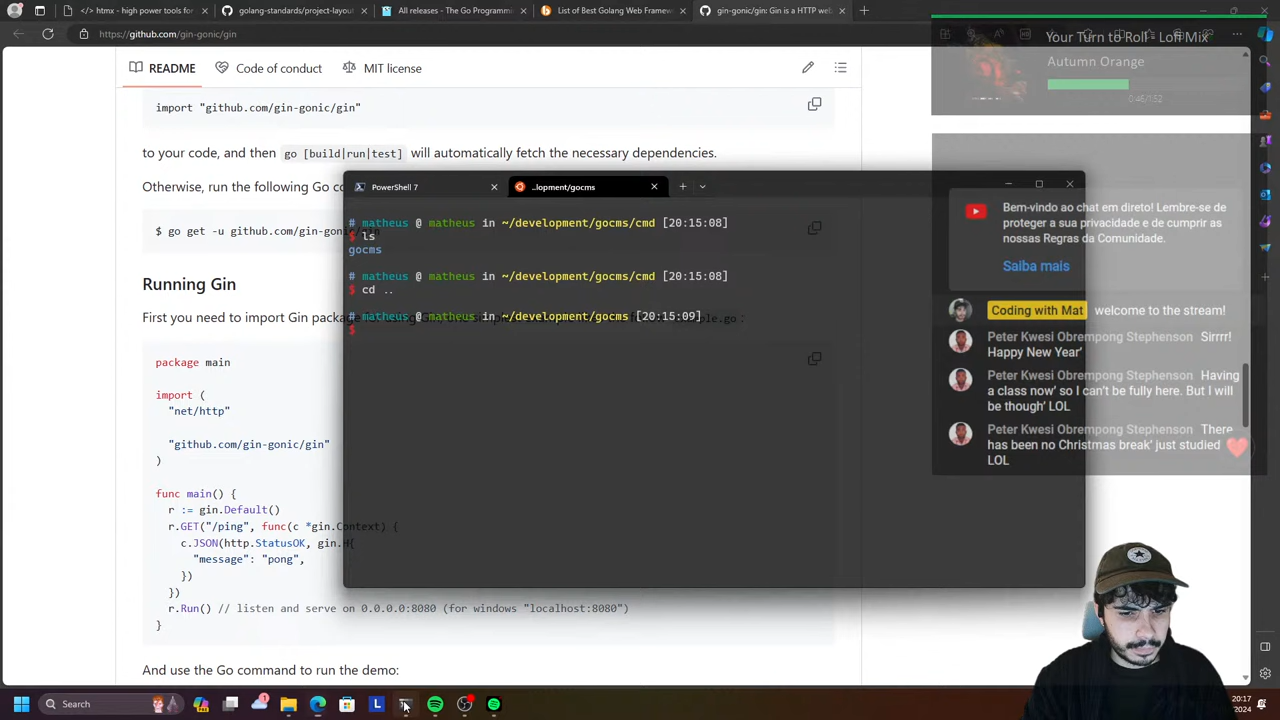 </> htmx - high power tools for
golang-standards/project-layout
All releases - The Go Programmi
List of Best Golang Web Framew
gin-gonic/gin: Gin is a HTTP web
https://github.com/gin-gonic/gin
README
Code of conduct
MIT license
import "github.com/gin-gonic/gin"
to your code, and then go [build|run|test] will automatically fetch the necessary dependencies.
Otherwise, run the following Go co
$ go get -u github.com/gin-gonic
Running Gin
First you need to import Gin package
ple.go :
package main
import (
"net/http"
"github.com/gin-gonic/gin"
)
func main() {
r := gin.Default()
r.GET("/ping", func(c *gin.Context) {
c.JSON(http.StatusOK, gin.H{
"message": "pong",
})
})
r.Run() // listen and serve on 0.0.0.0:8080 (for windows "localhost:8080")
}
And use the Go command to run the demo:
PowerShell 7
..lopment/gocms
# matheus @ matheus in ~/development/gocms/cmd [20:15:08]
$ ls
gocms
# matheus @ matheus in ~/development/gocms/cmd [20:15:08]
$ cd ..
# matheus @ matheus in ~/development/gocms [20:15:09]
$
Your Turn to Roll - Lofi Mix
Autumn Orange
0:46/1:52
Bem-vindo ao chat em direto! Lembre-se de
proteger a sua privacidade e de cumprir as
nossas Regras da Comunidade.
Saiba mais
Coding with Mat welcome to the stream!
Peter Kwesi Obrempong Stephenson Sirrrr!
Happy New Year'
Peter Kwesi Obrempong Stephenson Having
a class now' so I can't be fully here. But I will
be though' LOL
Peter Kwesi Obrempong Stephenson There
has been no Christmas break' just studied
LOL
Search
20:17
2024